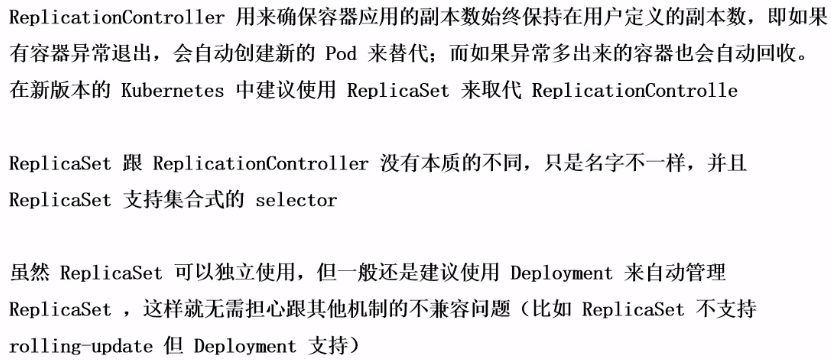 ReplicationController 用来确保容器应用的副本数始终保持在用户定义的副本数，即如果
有容器异常退出，会自动创建新的 Pod 来替代；而如果异常多出来的容器也会自动回收。
在新版本的 Kubernetes 中建议使用 ReplicaSet 来取代 ReplicationControlle
ReplicaSet 跟 ReplicationController 没有本质的不同，只是名字不一样，并且
ReplicaSet 支持集合式的 selector
虽然 ReplicaSet 可以独立使用，但一般还是建议使用 Deployment 来自动管理
ReplicaSet ，这样就无需担心跟其他机制的不兼容问题（比如 ReplicaSet 不支持
rolling-update 但 Deployment 支持）